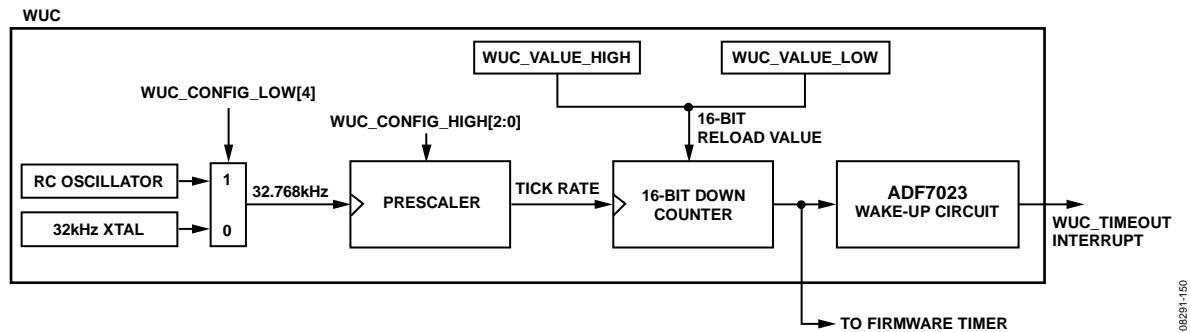 WUC
WUC_VALUE_HIGH
WUC_VALUE_LOW
WUC_CONFIG_LOW[4]
WUC_CONFIG_HIGH[2:0]
16-BIT
RELOAD VALUE
RC OSCILLATOR
1
32.768kHz
PRESCALER
TICK RATE
16-BIT DOWN
COUNTER
ADF7023
WAKE-UP CIRCUIT
32kHz XTAL
0
WUC_TIMEOUT
INTERRUPT
TO FIRMWARE TIMER
08291-150